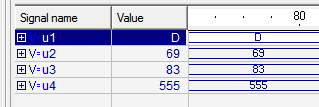 Signal name Value 80
V= u1 D D
V= u2 69 69
V= u3 83 83
V= u4 555 555